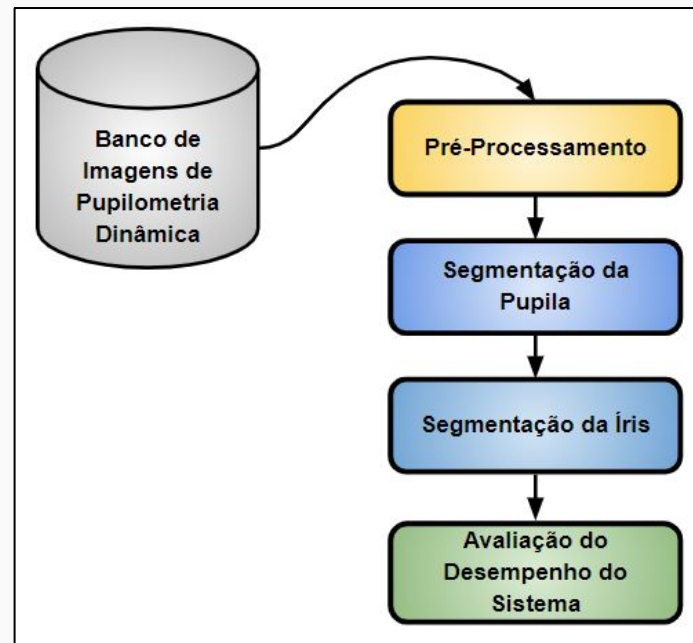 Banco de
Imagens de
Pupilometria
Dinâmica
Pré-Processamento
Segmentação da
Pupila
Segmentação da Íris
Avaliação do
Desempenho do
Sistema